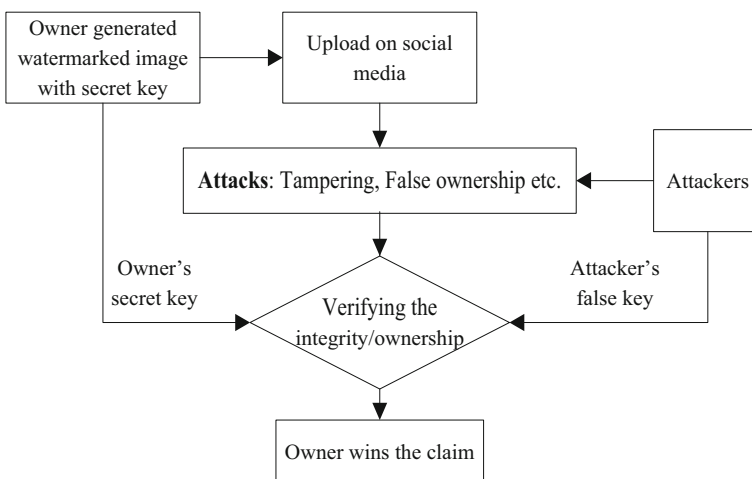 Owner generated
watermarked image
with secret key
Upload on social
media
Attacks: Tampering, False ownership etc.
Attackers
Owner's
secret key
Attacker's
false key
Verifying the
integrity/ownership
Owner wins the claim